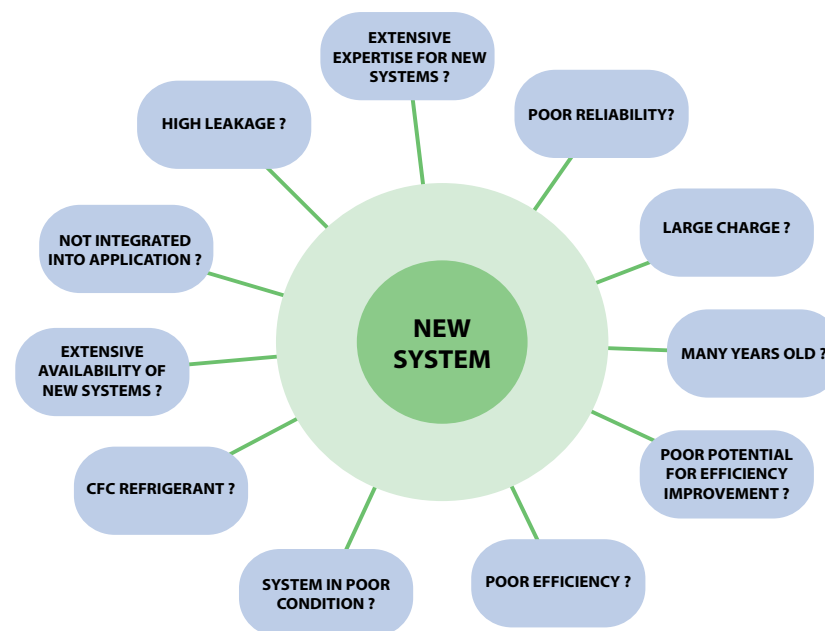 EXTENSIVE
EXPERTISE FOR NEW
SYSTEMS ?
POOR RELIABILITY?
LARGE CHARGE ?
MANY YEARS OLD ?
POOR POTENTIAL
FOR EFFICIENCY
IMPROVEMENT ?
POOR EFFICIENCY ?
SYSTEM IN POOR
CONDITION ?
CFC REFRIGERANT ?
EXTENSIVE
AVAILABILITY OF
NEW SYSTEMS ?
NOT INTEGRATED
INTO APPLICATION ?
HIGH LEAKAGE ?
NEW
SYSTEM